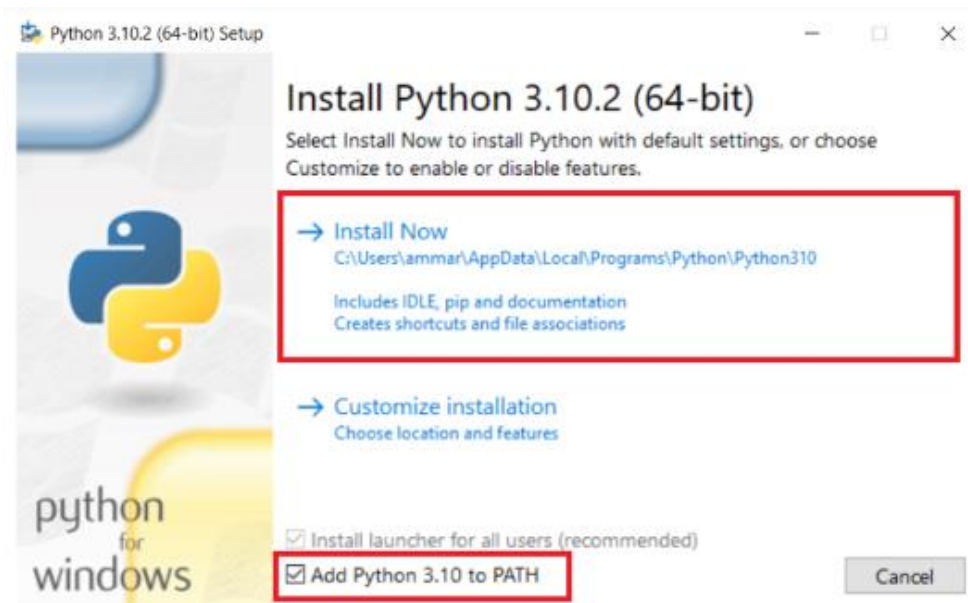 Python 3.10.2 (64-bit) Setup
Install Python 3.10.2 (64-bit)
Select Install Now to install Python with default settings, or choose
Customize to enable or disable features.
Install Now
C:\Users\ammar\AppData\Local\Programs\Python\Python310
Includes IDLE, pip and documentation
Creates shortcuts and file associations
Customize installation
Choose location and features
python
for
windows
Install launcher for all users (recommended)
Add Python 3.10 to PATH
Cancel